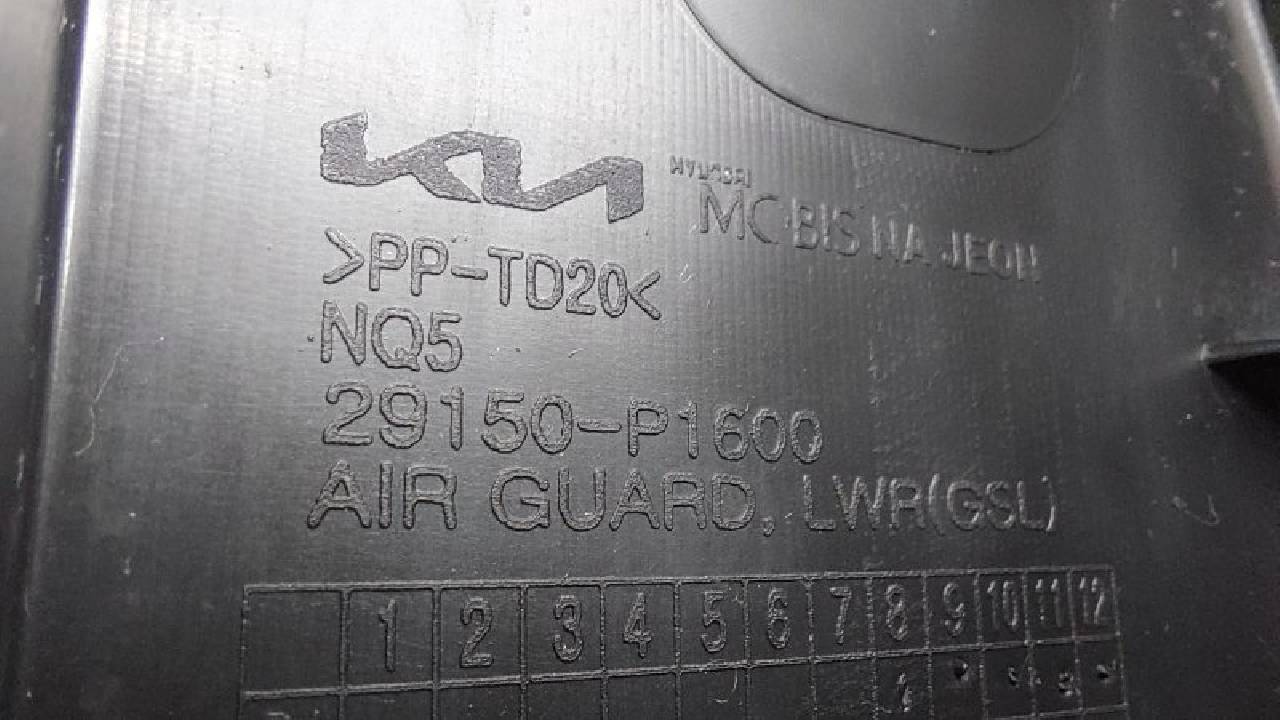 KIA
HYUNDAI
MOBIS NA JEON
>PP-TD20<
NQ5
29150-P1600
AIR GUARD, LWR(GSL)
1 2 3 4 5 6 7 8 9 10 11 12